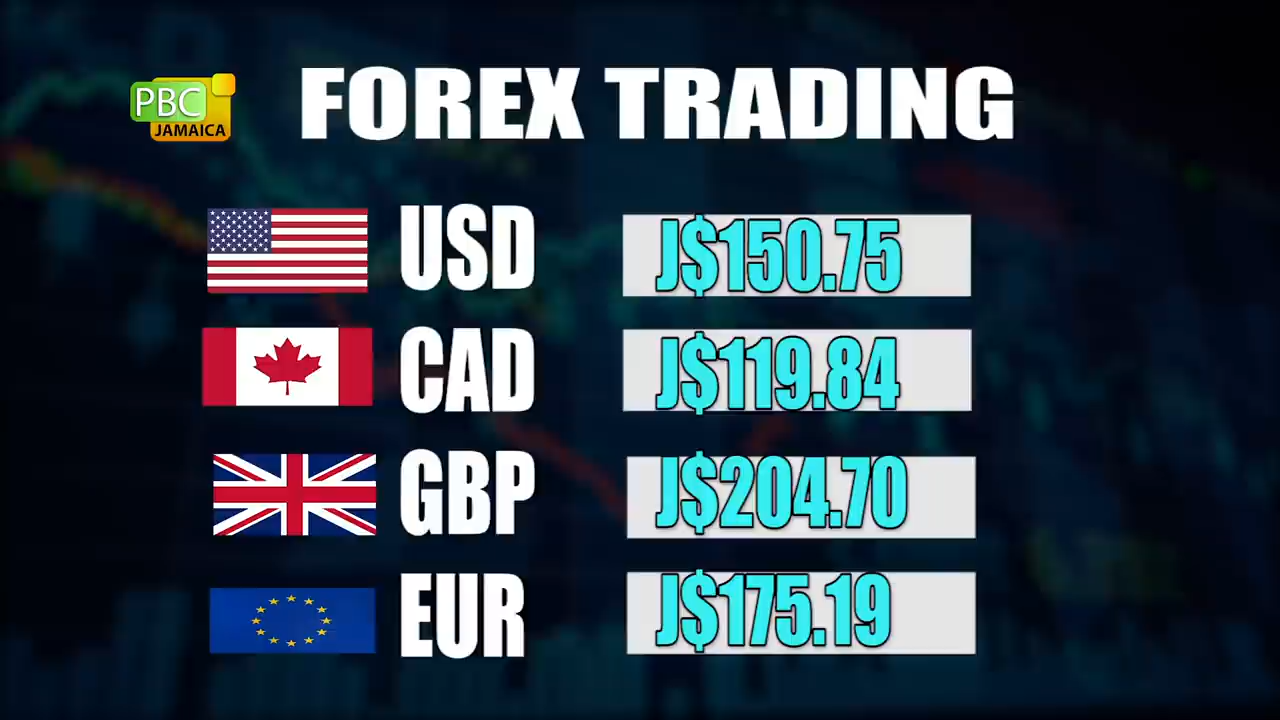 PBC
JAMAICA
FOREX TRADING
USD J$150.75
CAD J$119.84
GBP J$204.70
EUR J$175.19